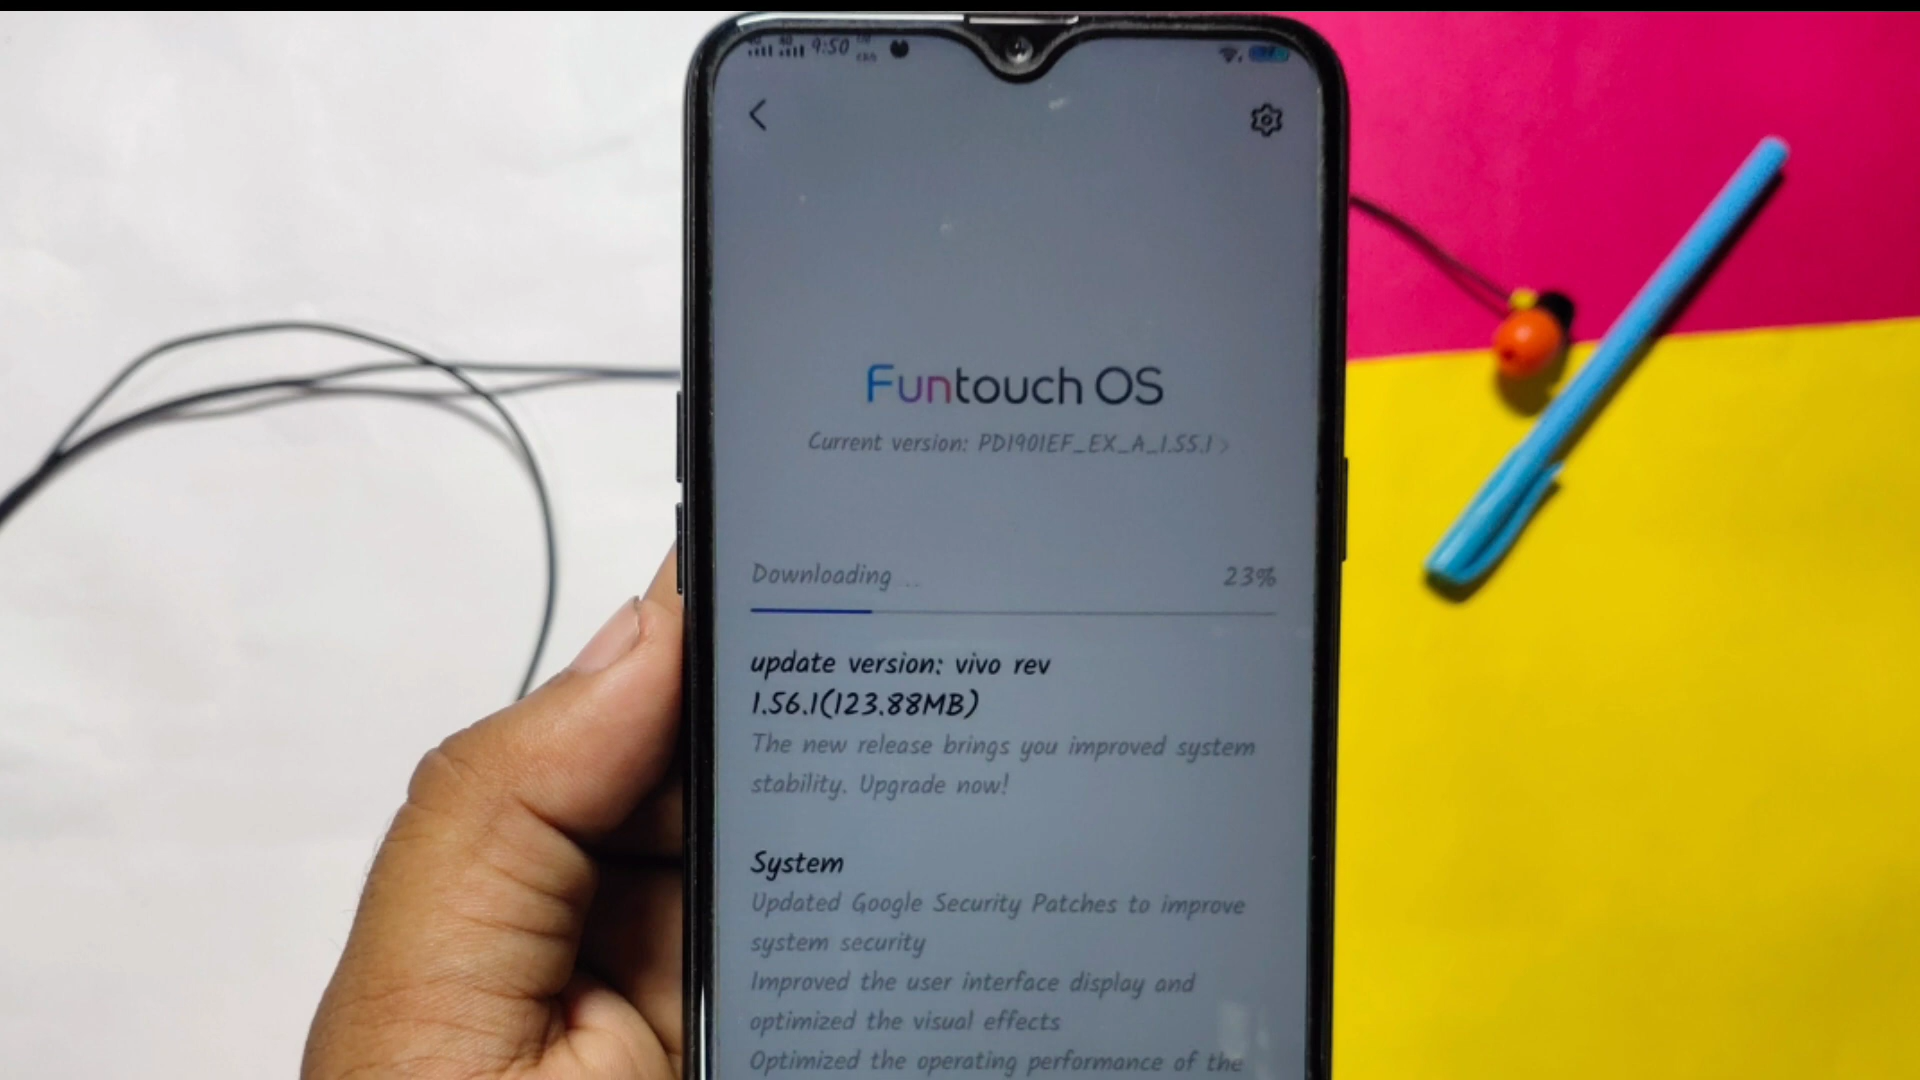 9:50
Funtouch OS
Current version: PD1901EF_EX_A_1.55.1 >
Downloading .. 23%
update version: vivo rev
1.56.1(123.88MB)
The new release brings you improved system
stability. Upgrade now!
System
Updated Google Security Patches to improve
system security
Improved the user interface display and
optimized the visual effects
Optimized the operating performance of the